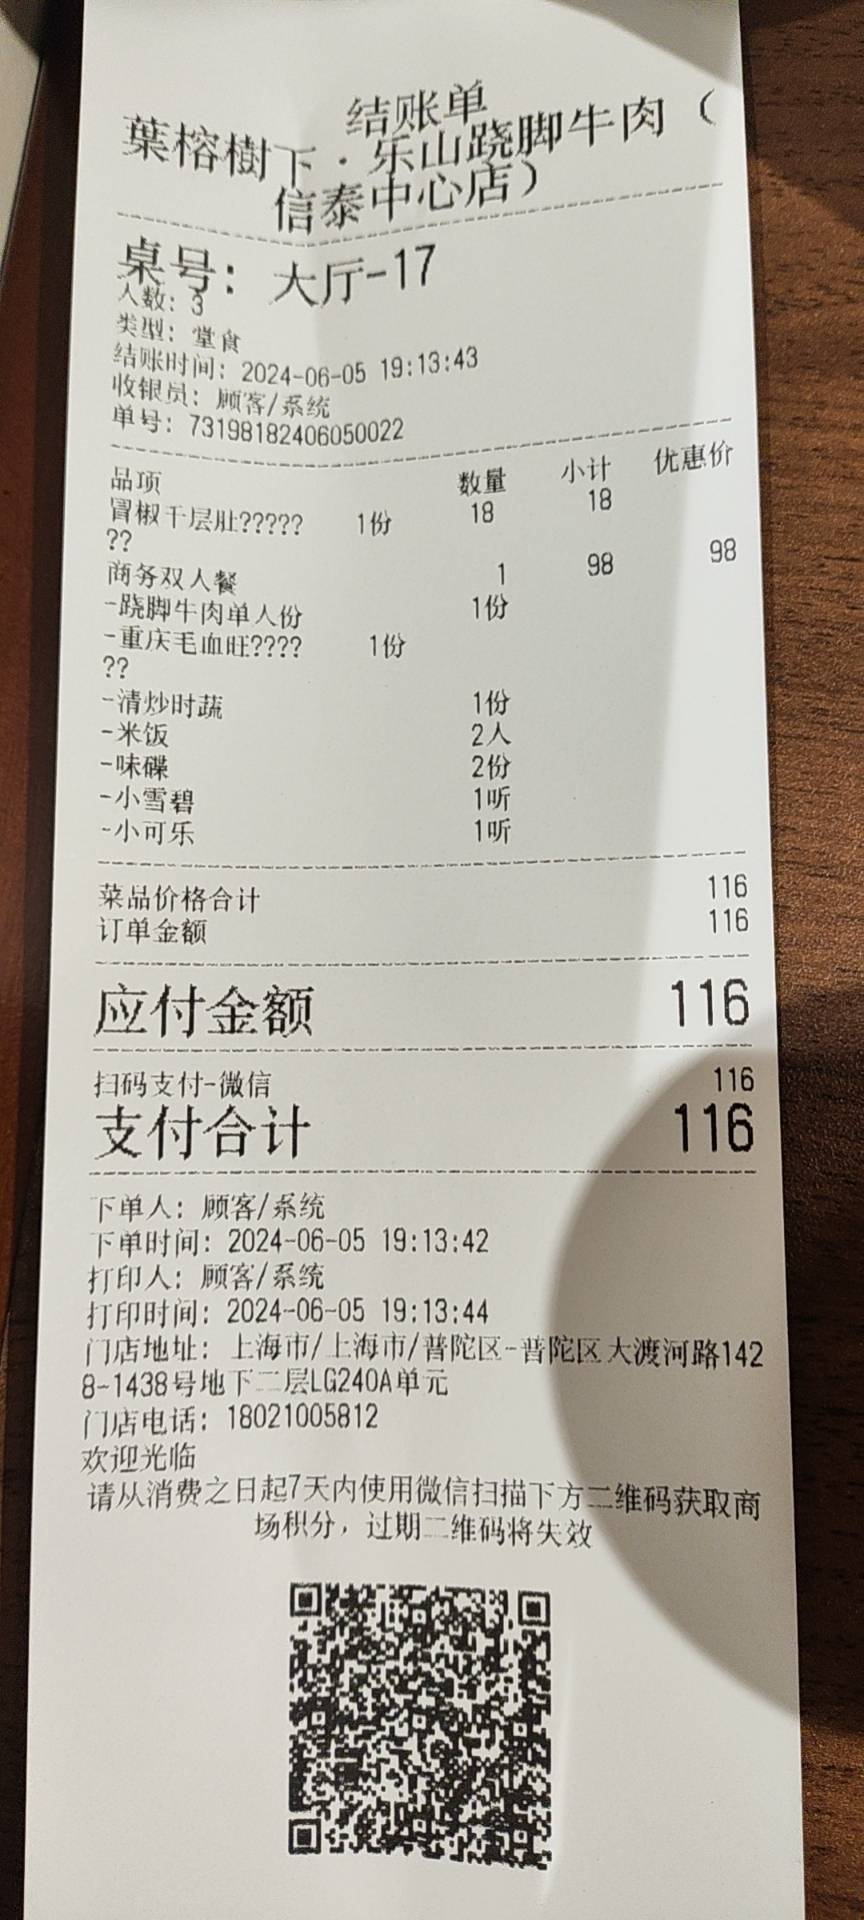 结账单
葉榕樹下·乐山跷脚牛肉（
信泰中心店）
桌号：大厅-17
人数：3
类型：堂食
结账时间：2024-06-05 19:13:43
收银员：顾客/系统
单号：73198182406050022
品项 数量 小计 优惠价
冒椒千层肚????? 1份 18 18
??
商务双人餐 1 98 98
-跷脚牛肉单人份 1份
-重庆毛血旺???? 1份
??
-清炒时蔬 1份
-米饭 2人
-味碟 2份
-小雪碧 1听
-小可乐 1听
菜品价格合计 116
订单金额 116
应付金额 116
扫码支付-微信 116
支付合计 116
下单人：顾客/系统
下单时间：2024-06-05 19:13:42
打印人：顾客/系统
打印时间：2024-06-05 19:13:44
门店地址：上海市/上海市/普陀区-普陀区大渡河路142
8-1438号地下二层LG240A单元
门店电话：18021005812
欢迎光临
请从消费之日起7天内使用微信扫描下方二维码获取商
场积分，过期二维码将失效